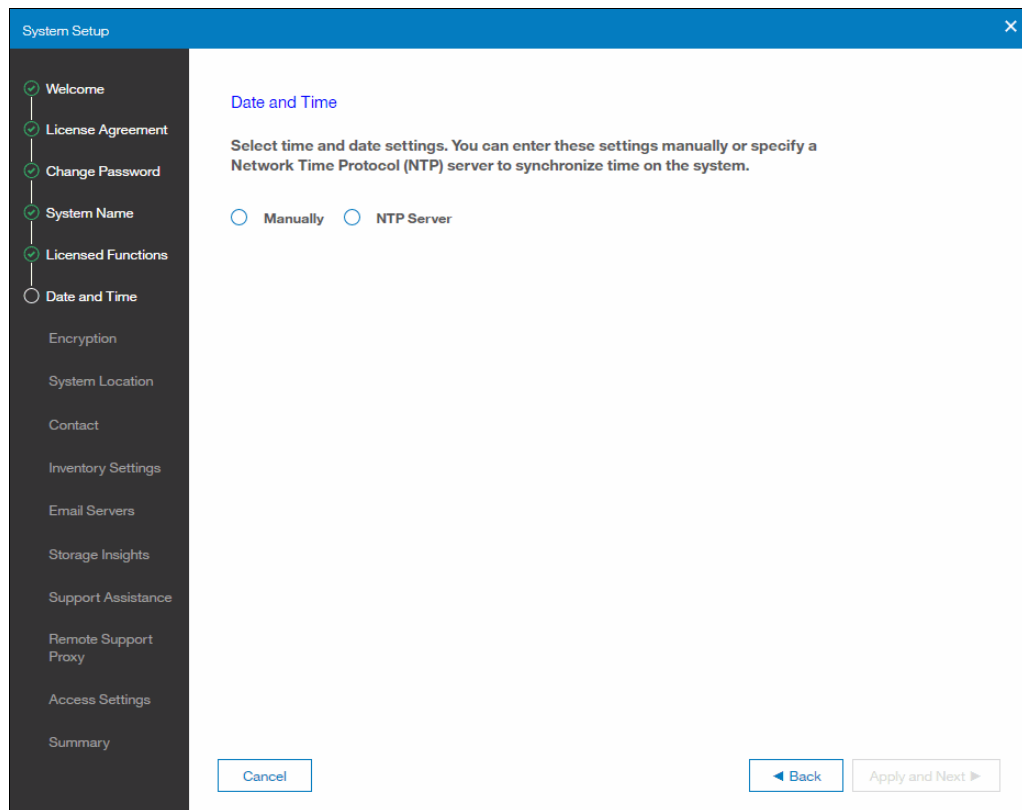 System Setup
Welcome
License Agreement
Change Password
System Name
Licensed Functions
Date and Time
Encryption
System Location
Contact
Inventory Settings
Email Servers
Storage Insights
Support Assistance
Remote Support
Proxy
Access Settings
Summary
Date and Time
Select time and date settings. You can enter these settings manually or specify a
Network Time Protocol (NTP) server to synchronize time on the system.
Manually NTP Server
Cancel
Back
Apply and Next